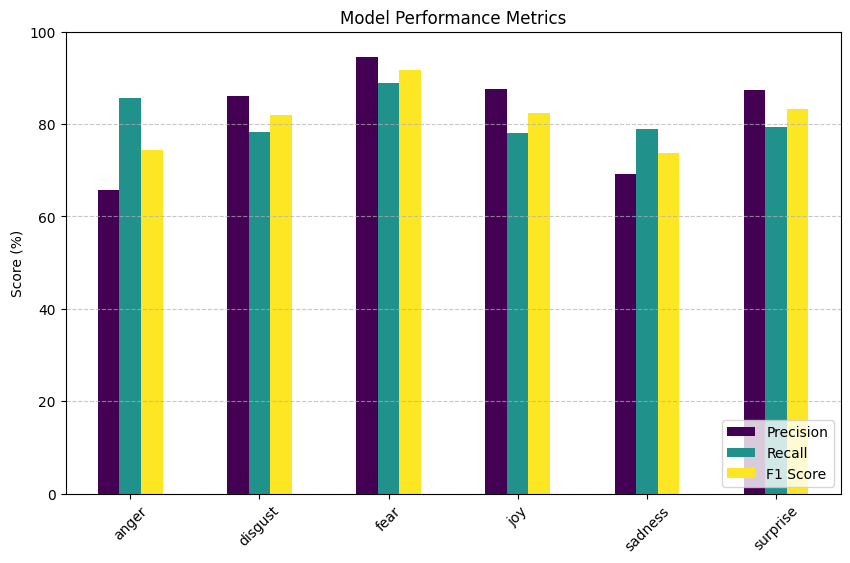 Model Performance Metrics
100
80
60
40
20
0
Score (%)
anger
disgust
fear
joy
sadness
surprise
Precision
Recall
F1 Score